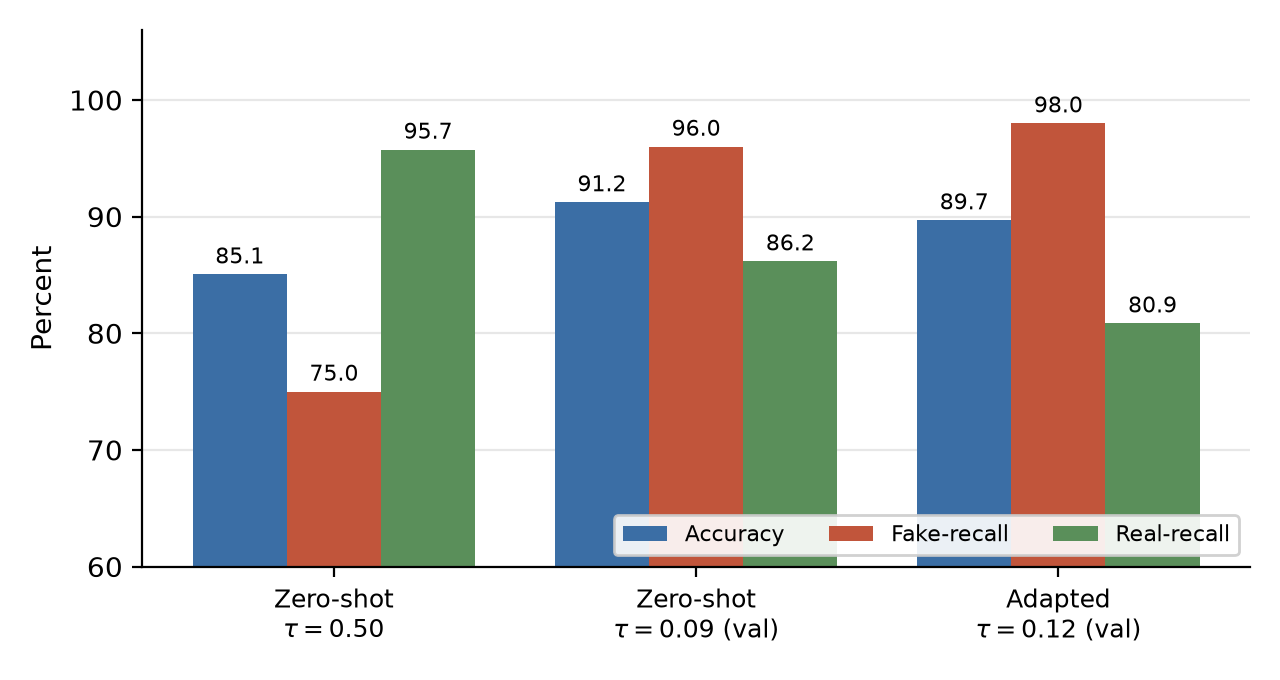 Percent
100
90
80
70
60
85.1
75.0
95.7
91.2
96.0
86.2
89.7
98.0
80.9
Accuracy Fake-recall Real-recall
Zero-shot
τ = 0.50
Zero-shot
τ = 0.09 (val)
Adapted
τ = 0.12 (val)